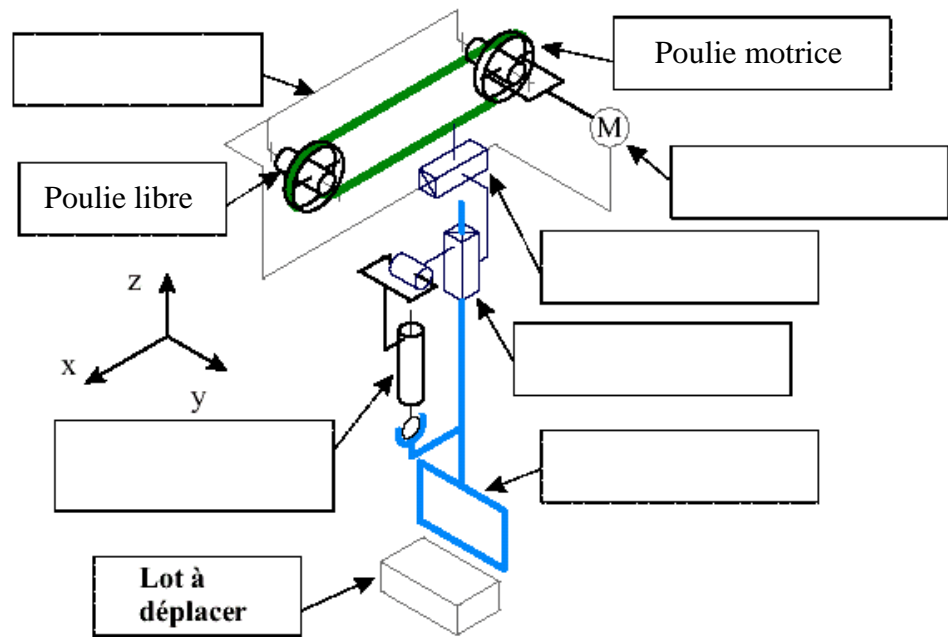 Poulie motrice
M
Poulie libre
z
x
y
Lot à
déplacer